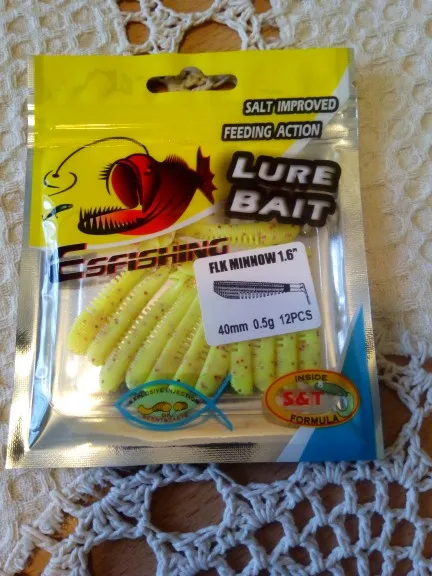 SALT IMPROVED
FEEDING ACTION
LURE
BAIT
ESFISHING
FLK MINNOW 1.6"
40mm 0.5g 12PCS
INSIDE
S&T
FORMULA